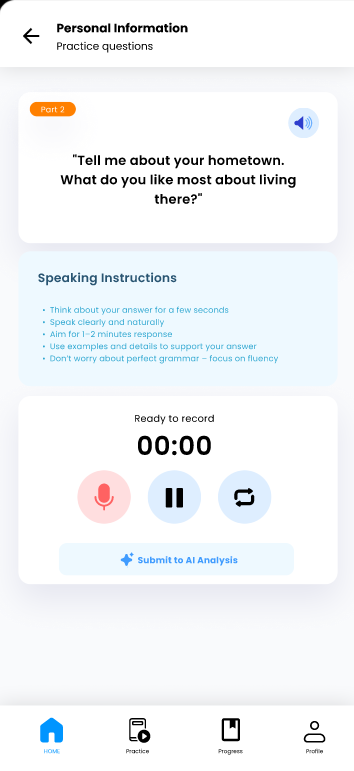 Personal Information
Practice questions
Part 2
"Tell me about your hometown.
What do you like most about living
there?"
Speaking Instructions
• Think about your answer for a few seconds
• Speak clearly and naturally
• Aim for 1-2 minutes response
• Use examples and details to support your answer
• Don't worry about perfect grammar – focus on fluency
Ready to record
00:00
Submit to AI Analysis
HOME Practice Progress Profile